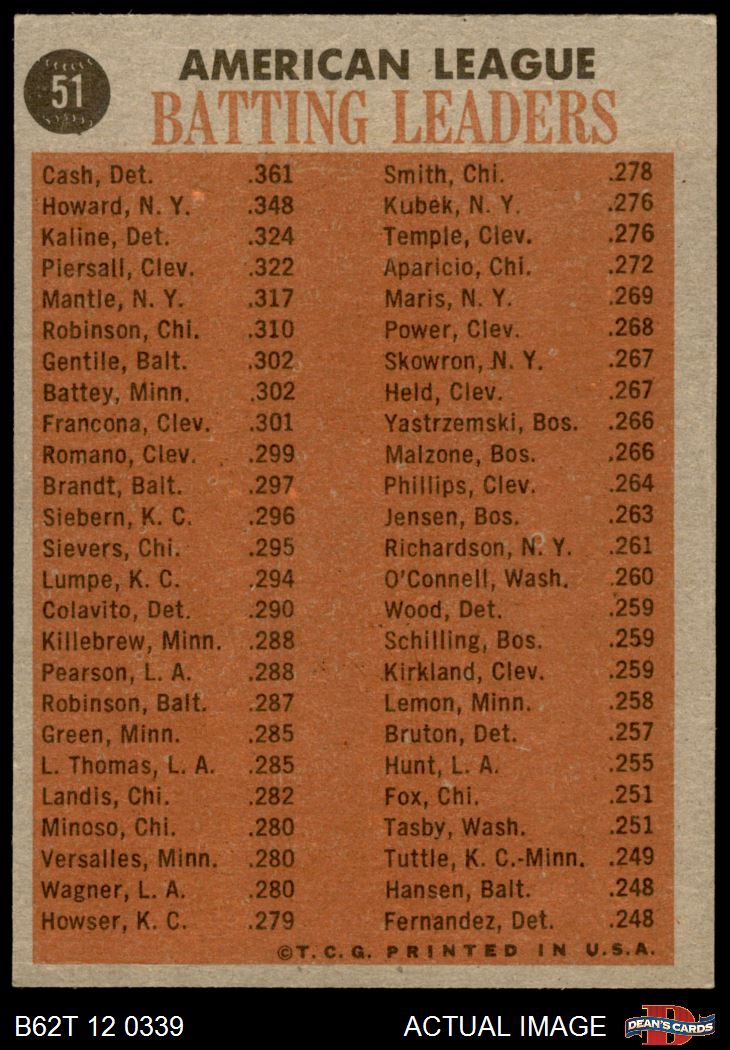 51
AMERICAN LEAGUE
BATTING LEADERS
Cash, Det. .361
Howard, N. Y. .348
Kaline, Det. .324
Piersall, Clev. .322
Mantle, N. Y. .317
Robinson, Chi. .310
Gentile, Balt. .302
Battey, Minn. .302
Francona, Clev. .301
Romano, Clev. .299
Brandt, Balt. .297
Siebern, K. C. .296
Sievers, Chi. .295
Lumpe, K. C. .294
Colavito, Det. .290
Killebrew, Minn. .288
Pearson, L. A. .288
Robinson, Balt. .287
Green, Minn. .285
L. Thomas, L. A. .285
Landis, Chi. .282
Minoso, Chi. .280
Versalles, Minn. .280
Wagner, L. A. .280
Howser, K. C. .279
Smith, Chi. .278
Kubek, N. Y. .276
Temple, Clev. .276
Aparicio, Chi. .272
Maris, N. Y. .269
Power, Clev. .268
Skowron, N. Y. .267
Held, Clev. .267
Yastrzemski, Bos. .266
Malzone, Bos. .266
Phillips, Clev. .264
Jensen, Bos. .263
Richardson, N. Y. .261
O'Connell, Wash. .260
Wood, Det. .259
Schilling, Bos. .259
Kirkland, Clev. .259
Lemon, Minn. .258
Bruton, Det. .257
Hunt, L. A. .255
Fox, Chi. .251
Tasby, Wash. .251
Tuttle, K. C.-Minn. .249
Hansen, Balt. .248
Fernandez, Det. .248
©T. C. G. PRINTED IN U.S.A.
B62T 12 0339
ACTUAL IMAGE
D
DEAN'S CARDS